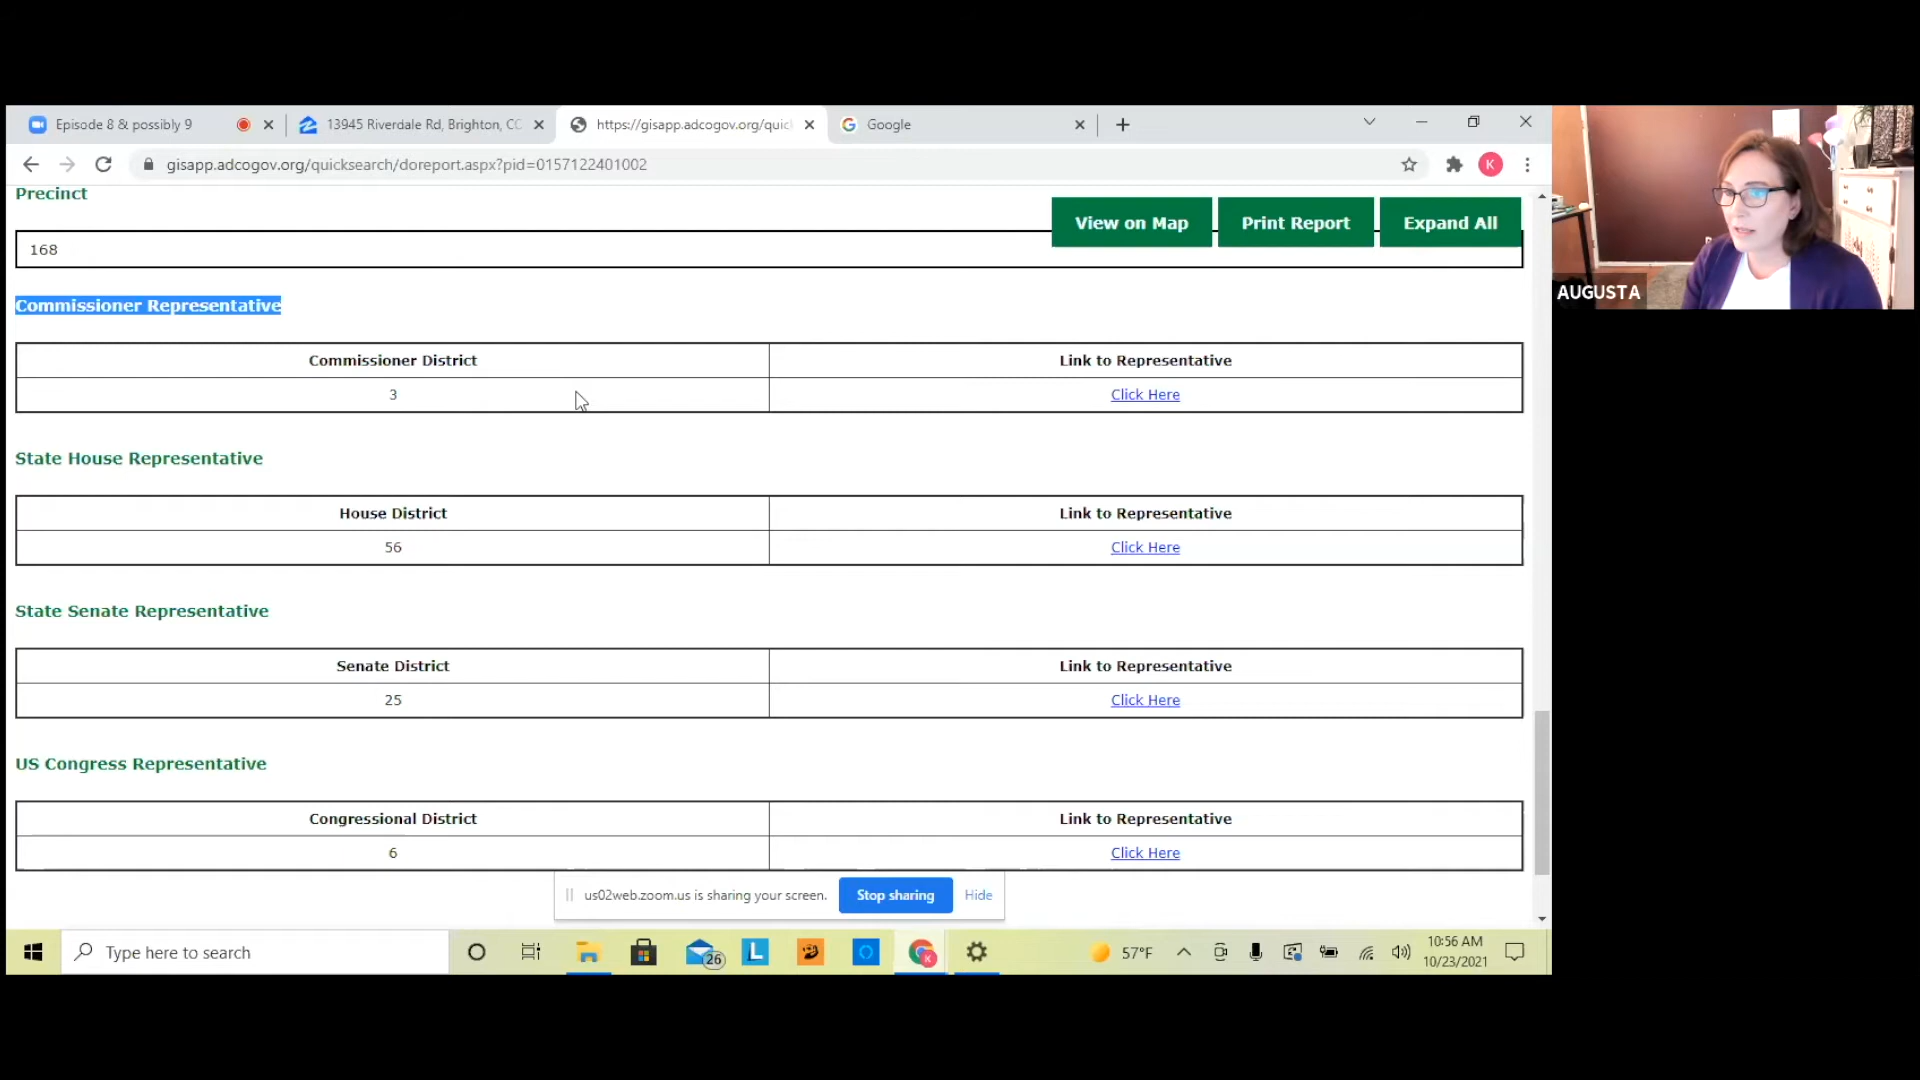 Episode 8 & possibly 9
13945 Riverdale Rd, Brighton, CC
https://gisapp.adcogov.org/quic
Google
gisapp.adcogov.org/quicksearch/doreport.aspx?pid=0157122401002
K
Precinct
View on Map
Print Report
Expand All
168
AUGUSTA
Commissioner Representative
Commissioner District
Link to Representative
3
Click Here
State House Representative
House District
Link to Representative
56
Click Here
State Senate Representative
Senate District
Link to Representative
25
Click Here
US Congress Representative
Congressional District
Link to Representative
6
Click Here
us02web.zoom.us is sharing your screen.
Stop sharing
Hide
Type here to search
26
L
K
57°F
10:56 AM
10/23/2021